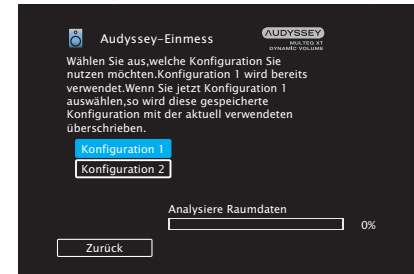 Audyssey-Einmess
AUDYSSEY
MULTEQ XT
DYNAMIC VOLUME
Wählen Sie aus,welche Konfiguration Sie
nutzen möchten.Konfiguration 1 wird bereits
verwendet.Wenn Sie jetzt Konfiguration 1
auswählen,so wird diese gespeicherte
Konfiguration mit der aktuell verwendeten
überschrieben.
Konfiguration 1
Konfiguration 2
Analysiere Raumdaten
0%
Zurück